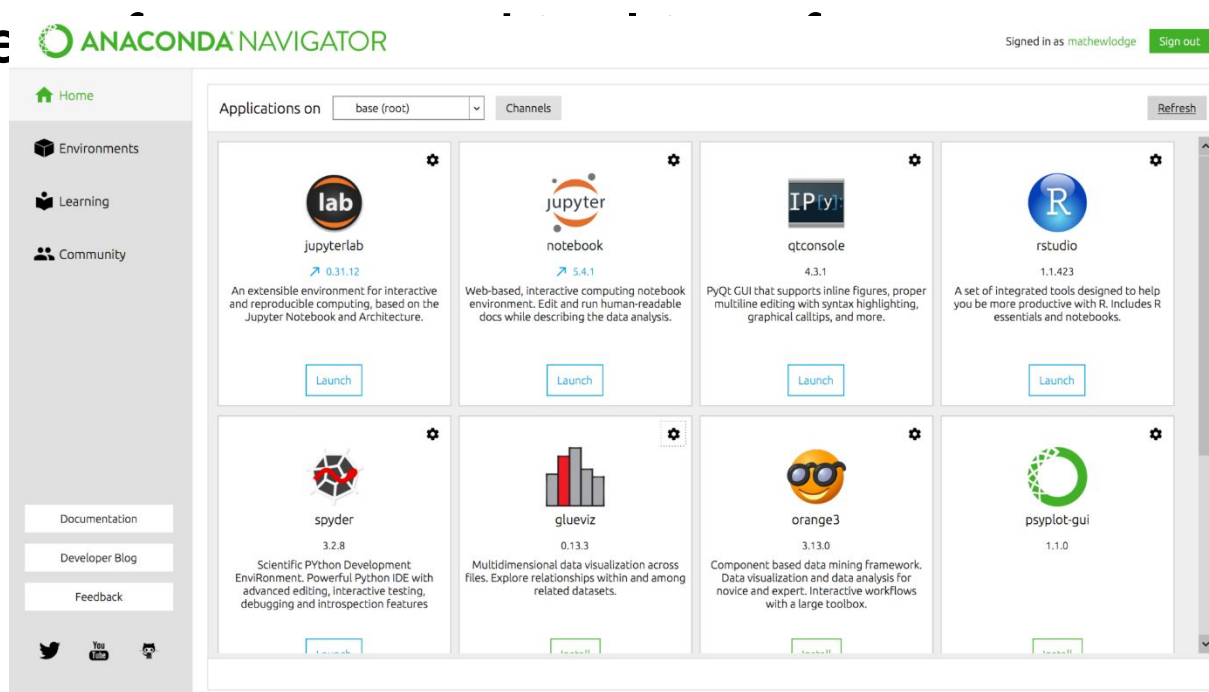 ANACONDA NAVIGATOR
Signed in as mathewlodge
Sign out
Home
Environments
Learning
Community
Documentation
Developer Blog
Feedback
You
Tube
Applications on
base (root)
Channels
Refresh
lab
jupyterlab
0.31.12
An extensible environment for interactive
and reproducible computing, based on the
Jupyter Notebook and Architecture.
Launch
jupyter
notebook
5.4.1
Web-based, interactive computing notebook
environment. Edit and run human-readable
docs while describing the data analysis.
Launch
IP[y]:
qtconsole
4.3.1
PyQt GUI that supports inline figures, proper
multiline editing with syntax highlighting,
graphical calltips, and more.
Launch
R
rstudio
1.1.423
A set of integrated tools designed to help
you be more productive with R. Includes R
essentials and notebooks.
Launch
spyder
3.2.8
Scientific PYthon Development
EnviRonment. Powerful Python IDE with
advanced editing, interactive testing,
debugging and introspection features
Launch
glueviz
0.13.3
Multidimensional data visualization across
files. Explore relationships within and among
related datasets.
Install
orange3
3.13.0
Component based data mining framework.
Data visualization and data analysis for
novice and expert. Interactive workflows
with a large toolbox.
Install
psyplot-gui
1.1.0
Install